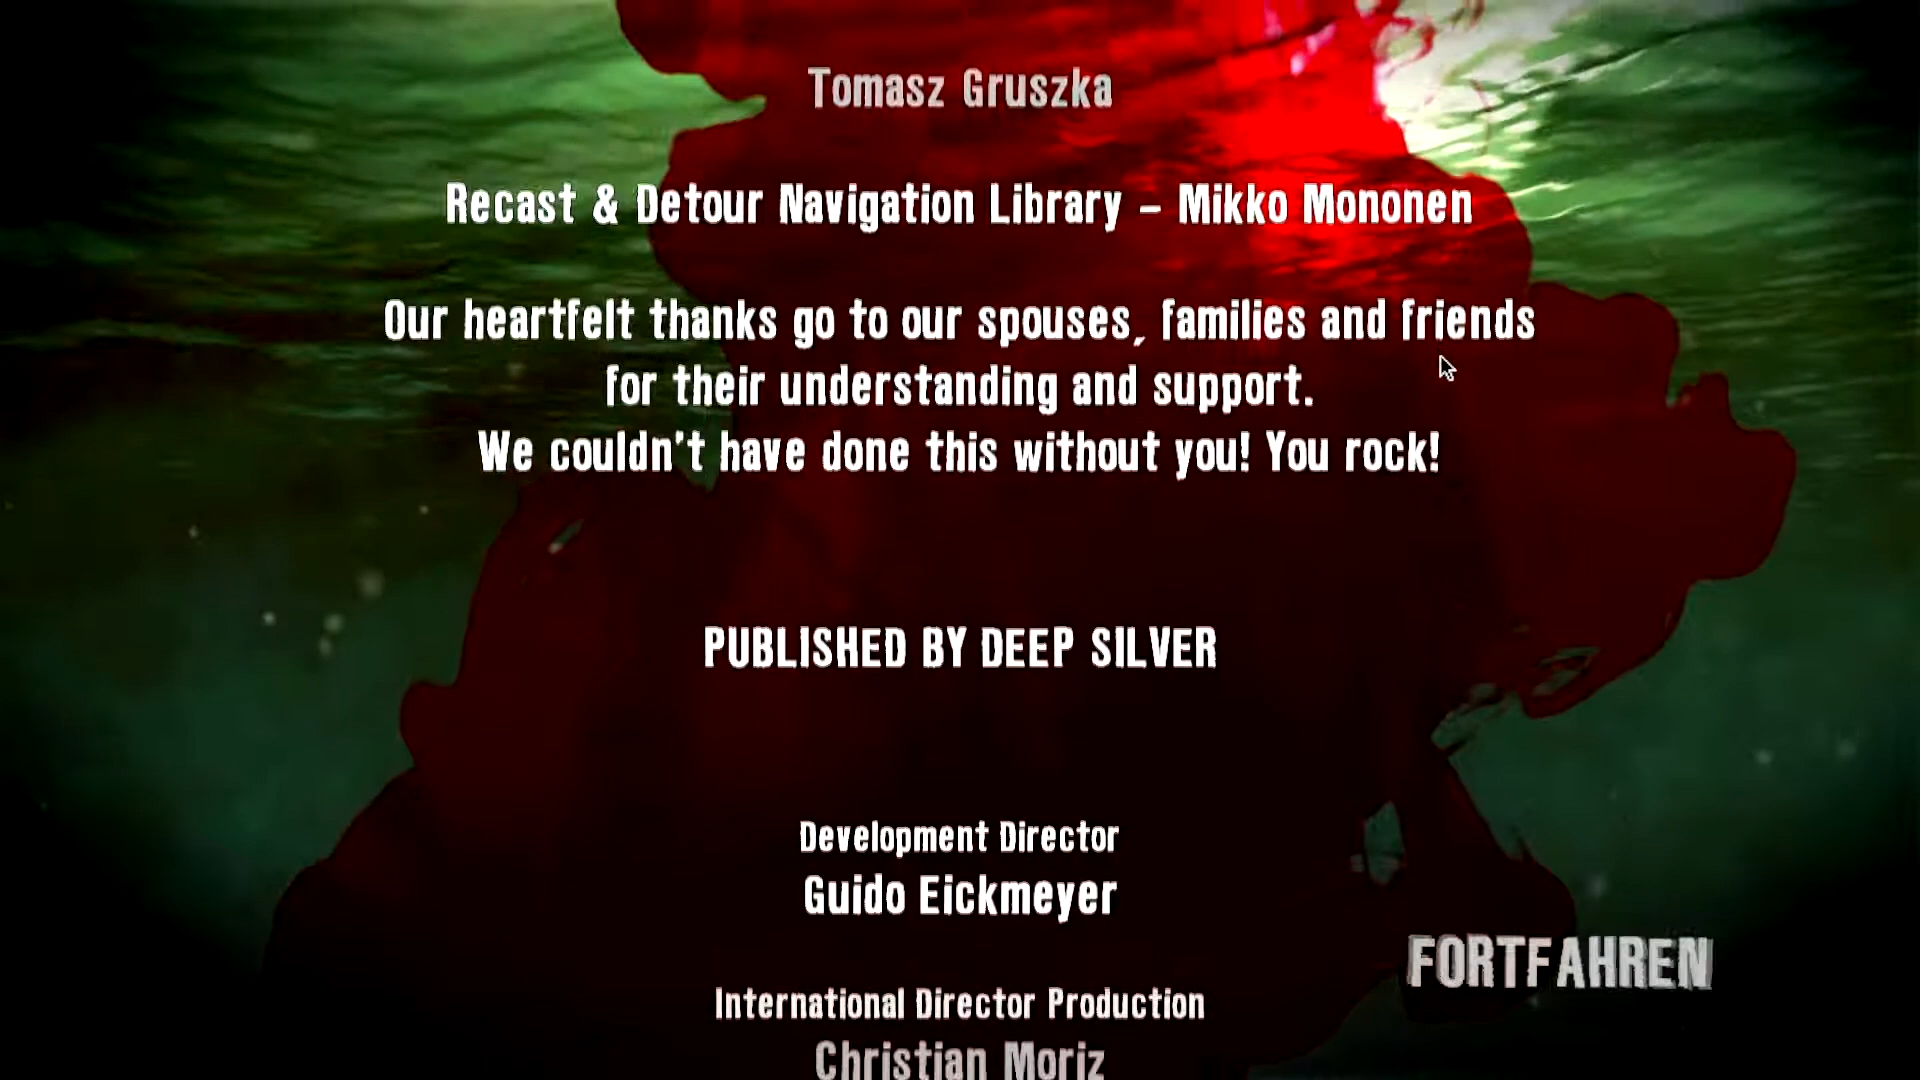 Tomasz Gruszka
Recast & Detour Navigation Library – Mikko Mononen
Our heartfelt thanks go to our spouses, families and friends
for their understanding and support.
We couldn't have done this without you! You rock!
PUBLISHED BY DEEP SILVER
Development Director
Guido Eickmeyer
International Director Production
Christian Moriz
FORTFAHREN